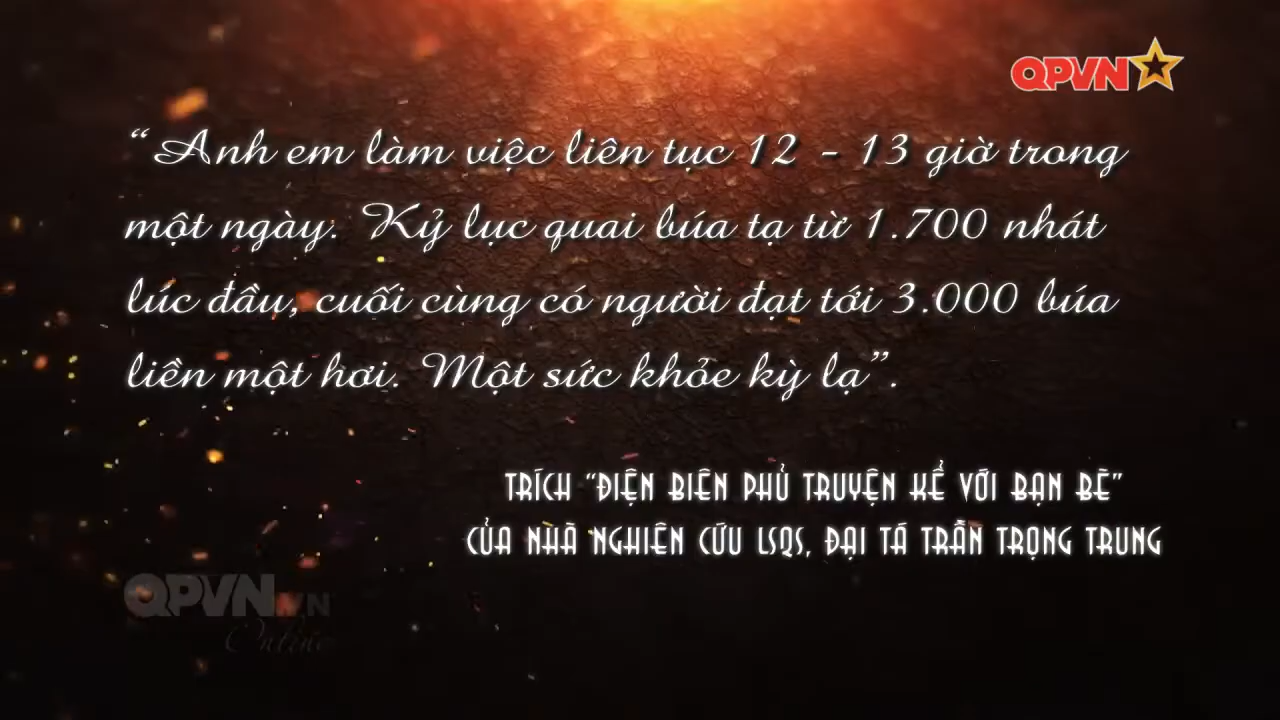 QPVN
“Anh em làm việc liên tục 12 - 13 giờ trong
một ngày. Kỷ lục quai búa tạ từ 1.700 nhát
lúc đầu, cuối cùng có người đạt tới 3.000 búa
liền một hơi. Một sức khỏe kỳ lạ”.
TRÍCH "ĐIỆN BIÊN PHỦ TRUYỆN KỂ VỚI BẠN BÈ"
CỦA NHÀ NGHIÊN CỨU LSQS, ĐẠI TÁ TRẦN TRỌNG TRUNG
QPVN.VN
Online